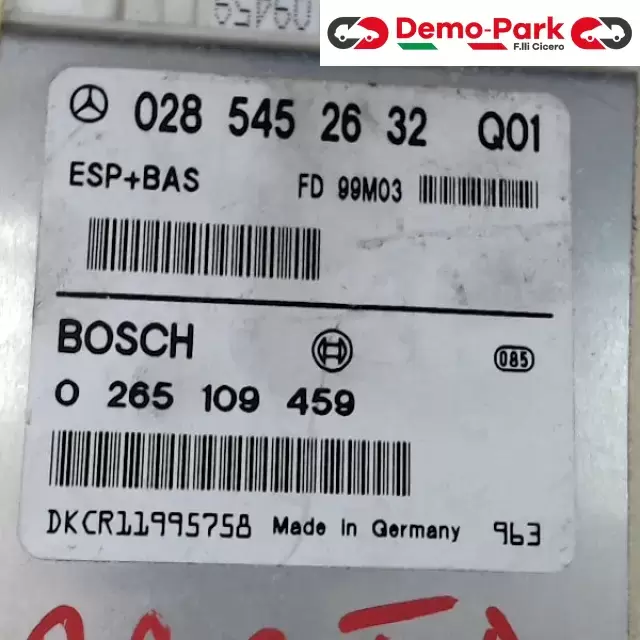 Demo-Park
F.lli Cicero
028 545 26 32 Q01
ESP+BAS FD 99M03
BOSCH
085
0 265 109 459
DKCR11995758 Made in Germany 963